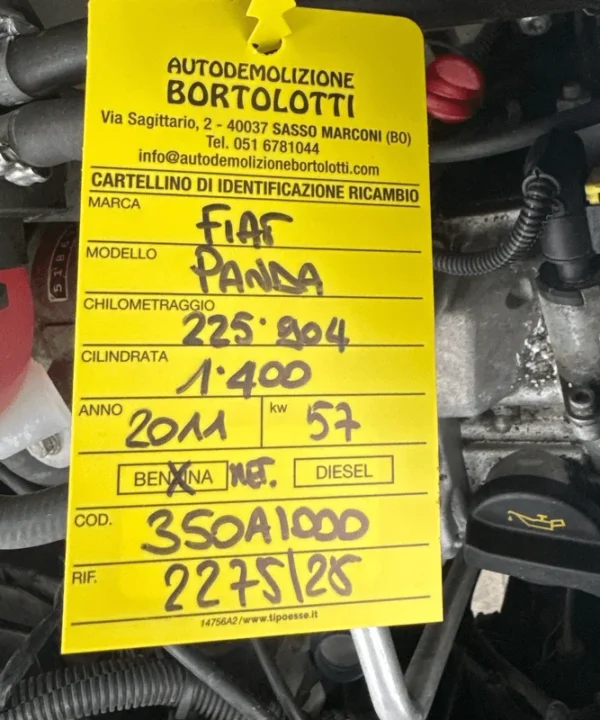 AUTODEMOLIZIONE
BORTOLOTTI
Via Sagittario, 2 - 40037 SASSO MARCONI (BO)
Tel. 051 6781044
info@autodemolizionebortolotti.com
CARTELLINO DI IDENTIFICAZIONE RICAMBIO
MARCA FIAT
MODELLO PANDA
CHILOMETRAGGIO 225.904
CILINDRATA 1.400
ANNO 2011 kw 57
BENZINA MET. DIESEL
COD. 350A1000
RIF. 2275/25
14756A2/www.tipoesse.it